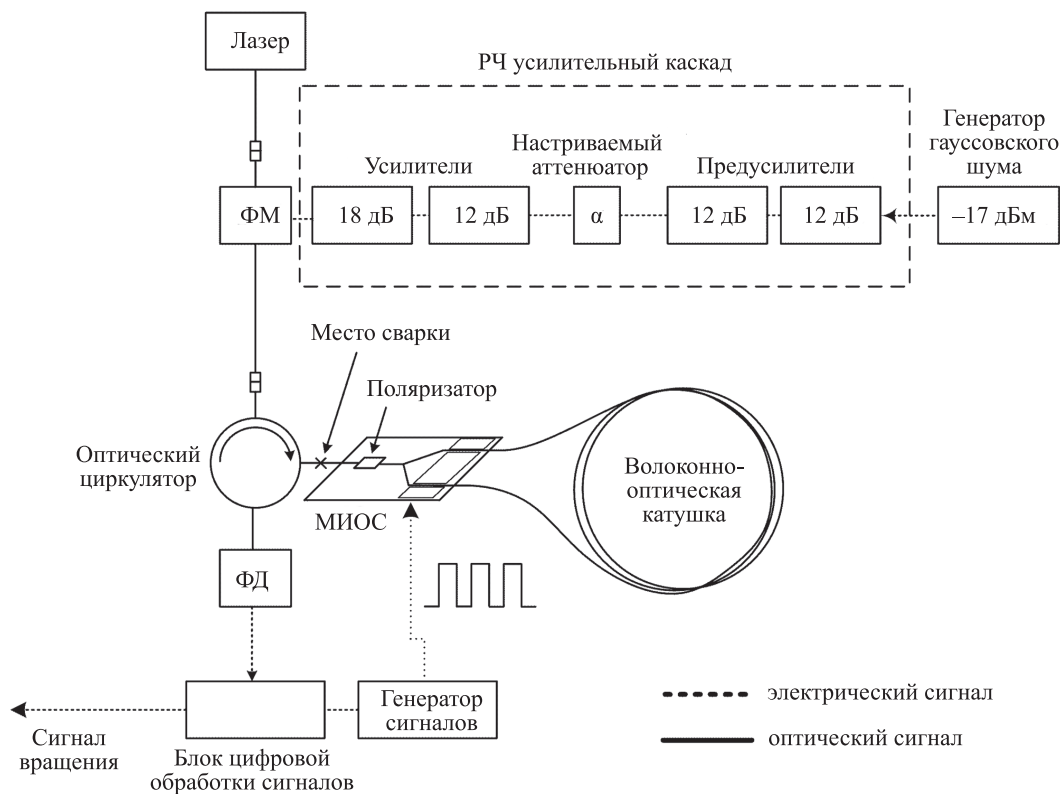 Лазер
РЧ усилительный каскад
Генератор
гауссовского
шума
Настриваемый
аттенюатор
Усилители
Предусилители
ФМ
18 дБ
12 дБ
α
12 дБ
12 дБ
–17 дБм
Место сварки
Поляризатор
Оптический
циркулятор
МИОС
Волоконно-
оптическая
катушка
ФД
Генератор
сигналов
Сигнал
вращения
Блок цифровой
обработки сигналов
электрический сигнал
оптический сигнал